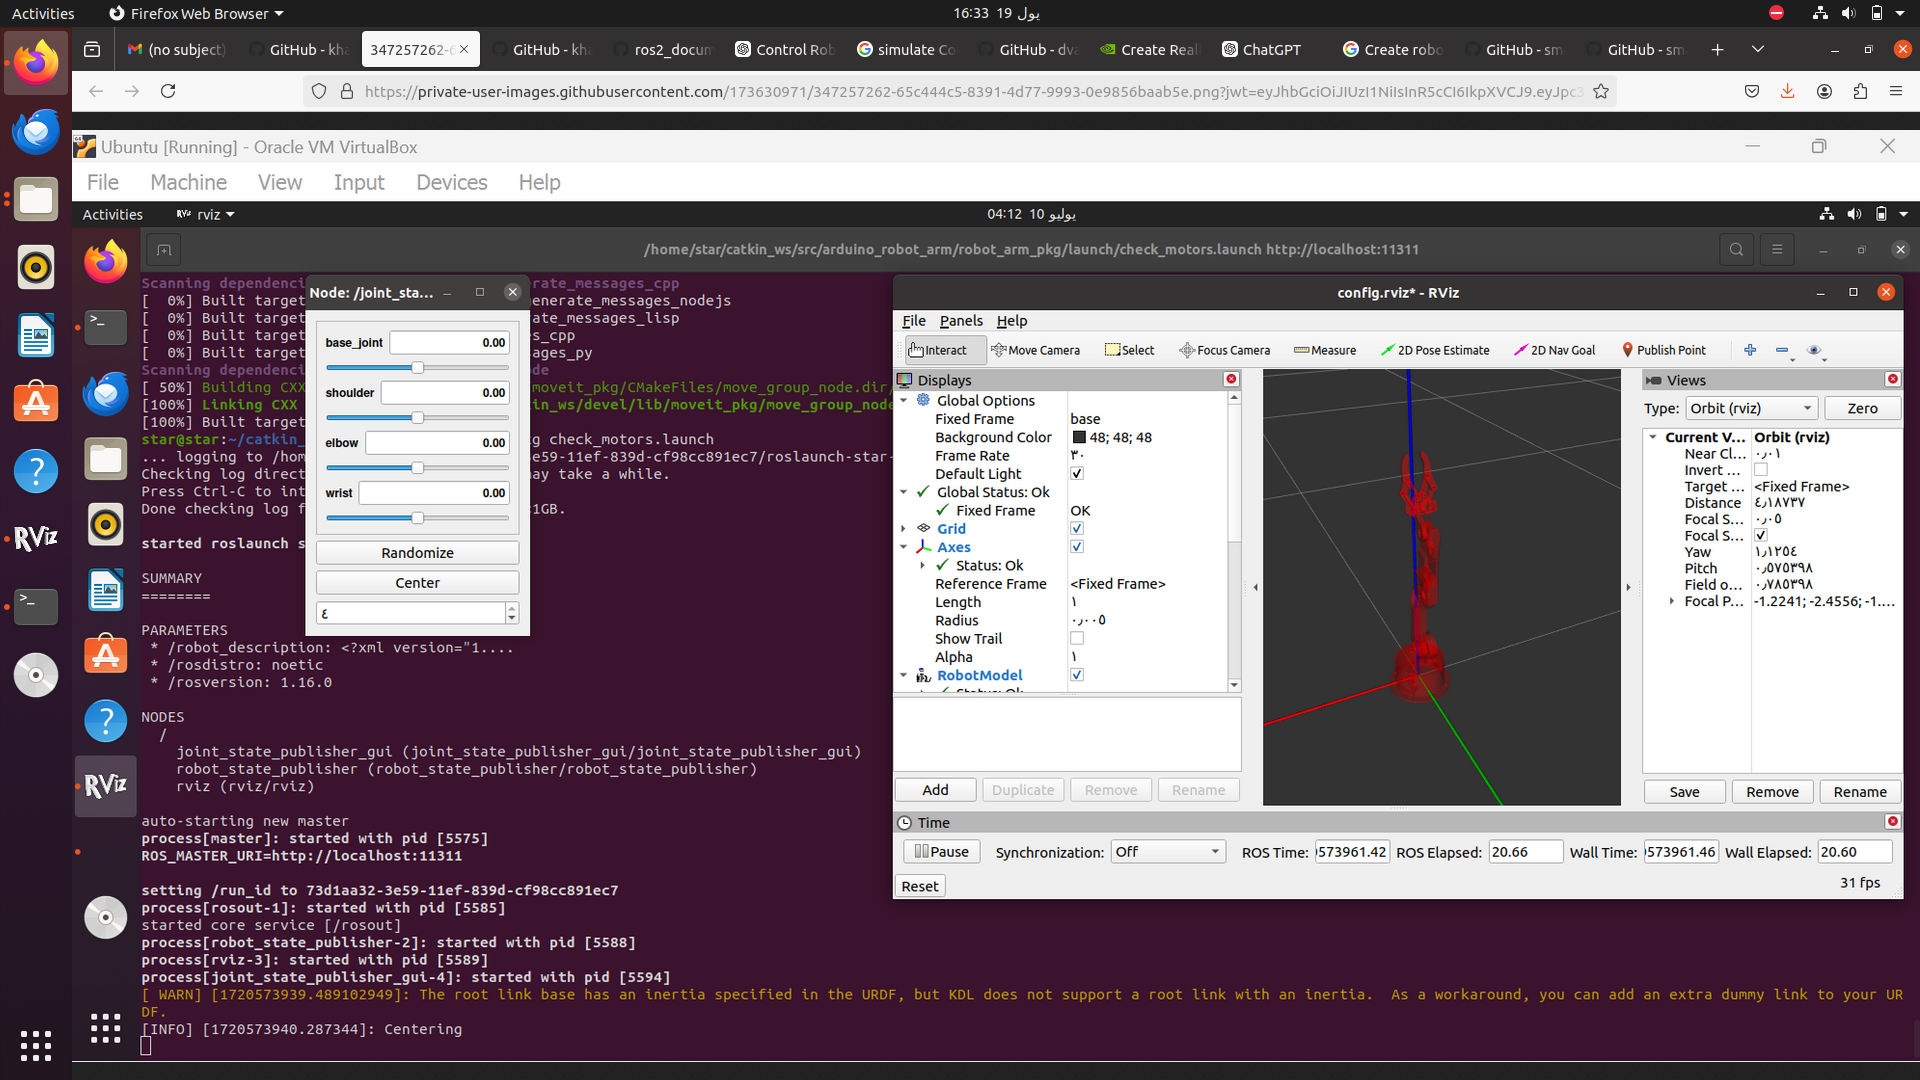 Activities
Firefox Web Browser
16:33 19 يول
(no subject)
GitHub - kha
347257262-6
GitHub - kha
ros2_docum
Control Rob
simulate Co
GitHub - dva
Create Real
ChatGPT
Create robo
GitHub - sm
GitHub - sm
https://private-user-images.githubusercontent.com/173630971/347257262-65c444c5-8391-4d77-9993-0e9856baab5e.png?jwt=eyJhbGciOiJIUzI1NiIsInR5cCI6IkpXVCJ9.eyJpc3
Ubuntu [Running] - Oracle VM VirtualBox
File Machine View Input Devices Help
Activities
rviz
04:12 10 يوليو
/home/star/catkin_ws/src/arduino_robot_arm/robot_arm_pkg/launch/check_motors.launch http://localhost:11311
Scanning dependenci
rate_messages_cpp
[ 0%] Built target
enerate_messages_nodejs
[ 0%] Built target
ate_messages_lisp
[ 0%] Built target
s_cpp
[ 0%] Built target
ages_py
Scanning dependenci
de
[ 50%] Building CXX
moveit_pkg/CMakeFiles/move_group_node.dir/
[100%] Linking CXX
kin_ws/devel/lib/moveit_pkg/move_group_node
[100%] Built target
star@star:~/catkin_
kg check_motors.launch
... logging to /hom
se59-11ef-839d-cf98cc891ec7/roslaunch-star-
Checking log direct
may take a while.
Press Ctrl-C to int
Done checking log f
1GB.
started roslaunch s
SUMMARY
========
PARAMETERS
* /robot_description: <?xml version="1....
* /rosdistro: noetic
* /rosversion: 1.16.0
NODES
/
joint_state_publisher_gui (joint_state_publisher_gui/joint_state_publisher_gui)
robot_state_publisher (robot_state_publisher/robot_state_publisher)
rviz (rviz/rviz)
auto-starting new master
process[master]: started with pid [5575]
ROS_MASTER_URI=http://localhost:11311
setting /run_id to 73d1aa32-3e59-11ef-839d-cf98cc891ec7
process[rosout-1]: started with pid [5585]
started core service [/rosout]
process[robot_state_publisher-2]: started with pid [5588]
process[rviz-3]: started with pid [5589]
process[joint_state_publisher_gui-4]: started with pid [5594]
[ WARN] [1720573939.489102949]: The root link base has an inertia specified in the URDF, but KDL does not support a root link with an inertia.  As a workaround, you can add an extra dummy link to your UR
DF.
[INFO] [1720573940.287344]: Centering
Node: /joint_sta...
base_joint 0.00
shoulder 0.00
elbow 0.00
wrist 0.00
Randomize
Center
٤
config.rviz* - RViz
File Panels Help
Interact Move Camera Select Focus Camera Measure 2D Pose Estimate 2D Nav Goal Publish Point
Displays
Global Options
Fixed Frame base
Background Color 48; 48; 48
Frame Rate ٣٠
Default Light
Global Status: Ok
Fixed Frame OK
Grid
Axes
Status: Ok
Reference Frame <Fixed Frame>
Length ١
Radius ٠٫٠٠٥
Show Trail
Alpha ١
RobotModel
Status: Ok
Add Duplicate Remove Rename
Views
Type: Orbit (rviz) Zero
Current V... Orbit (rviz)
Near Cl... ٠٫٠١
Invert ...
Target ... <Fixed Frame>
Distance ٤٫١٨٧٣٧
Focal S... ٠٫٠٥
Focal S...
Yaw ١٫١٢٥٤
Pitch ٠٫٥٧٥٣٩٨
Field o... ٠٫٧٨٥٣٩٨
Focal P... -1.2241; -2.4556; -1....
Save Remove Rename
Time
Pause Synchronization: Off ROS Time: 573961.42 ROS Elapsed: 20.66 Wall Time: 573961.46 Wall Elapsed: 20.60
Reset
31 fps
RViz
RViz